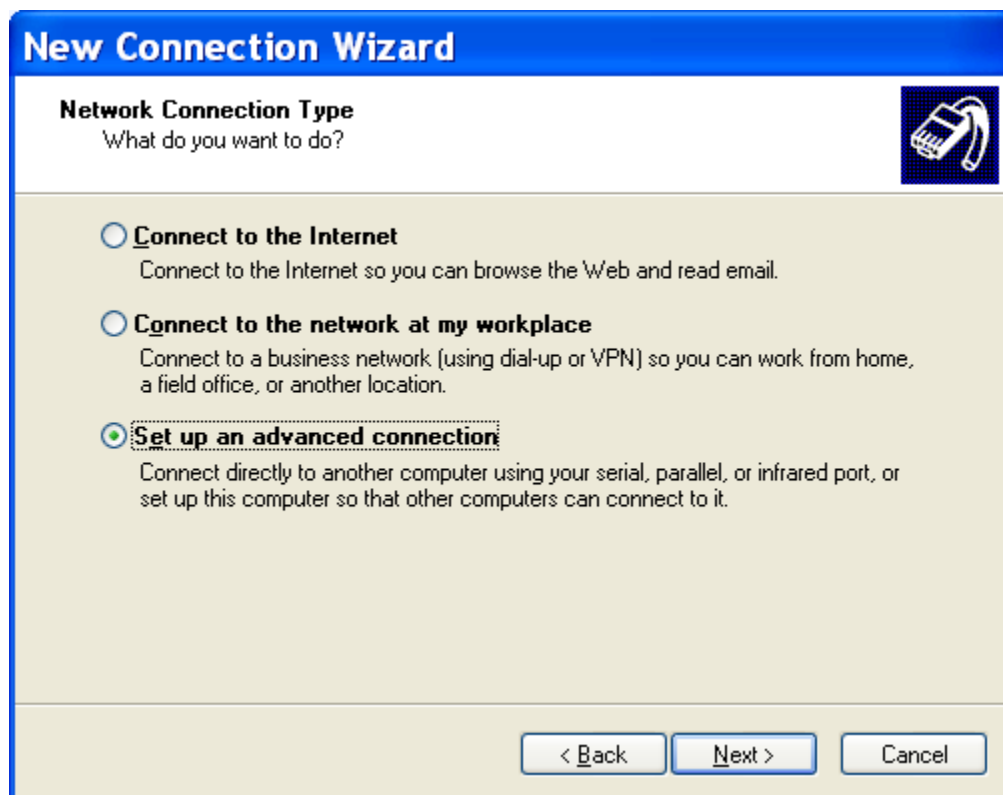 New Connection Wizard
Network Connection Type
What do you want to do?
Connect to the Internet
Connect to the Internet so you can browse the Web and read email.
Connect to the network at my workplace
Connect to a business network (using dial-up or VPN) so you can work from home,
a field office, or another location.
Set up an advanced connection
Connect directly to another computer using your serial, parallel, or infrared port, or
set up this computer so that other computers can connect to it.
< Back Next > Cancel